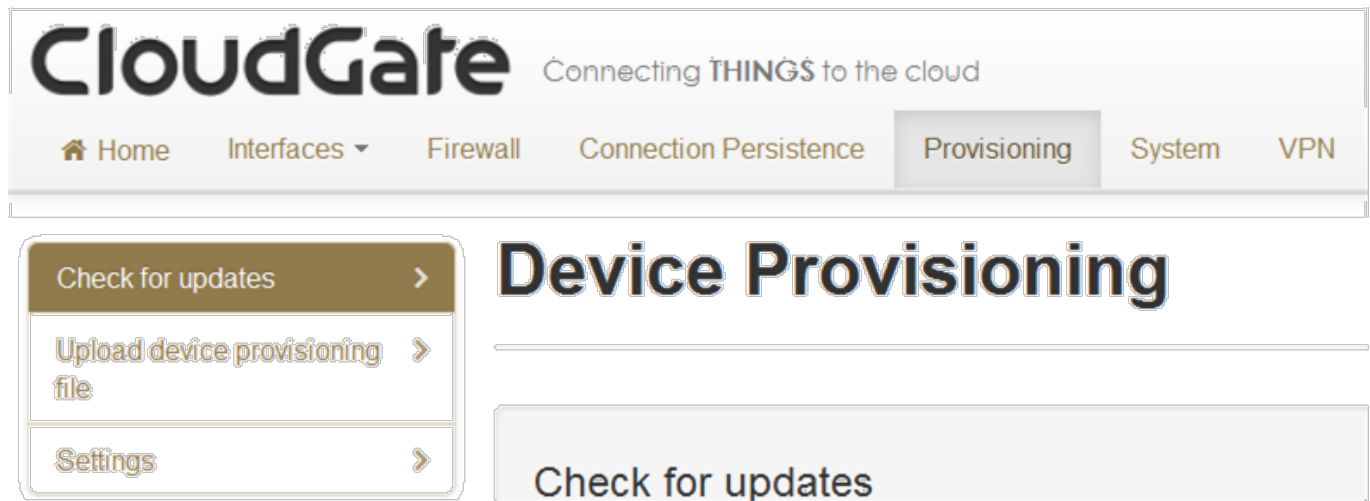 CloudGate Connecting THINGS to the cloud
Home Interfaces Firewall Connection Persistence Provisioning System VPN
Check for updates
Upload device provisioning
file
Settings
Device Provisioning
Check for updates